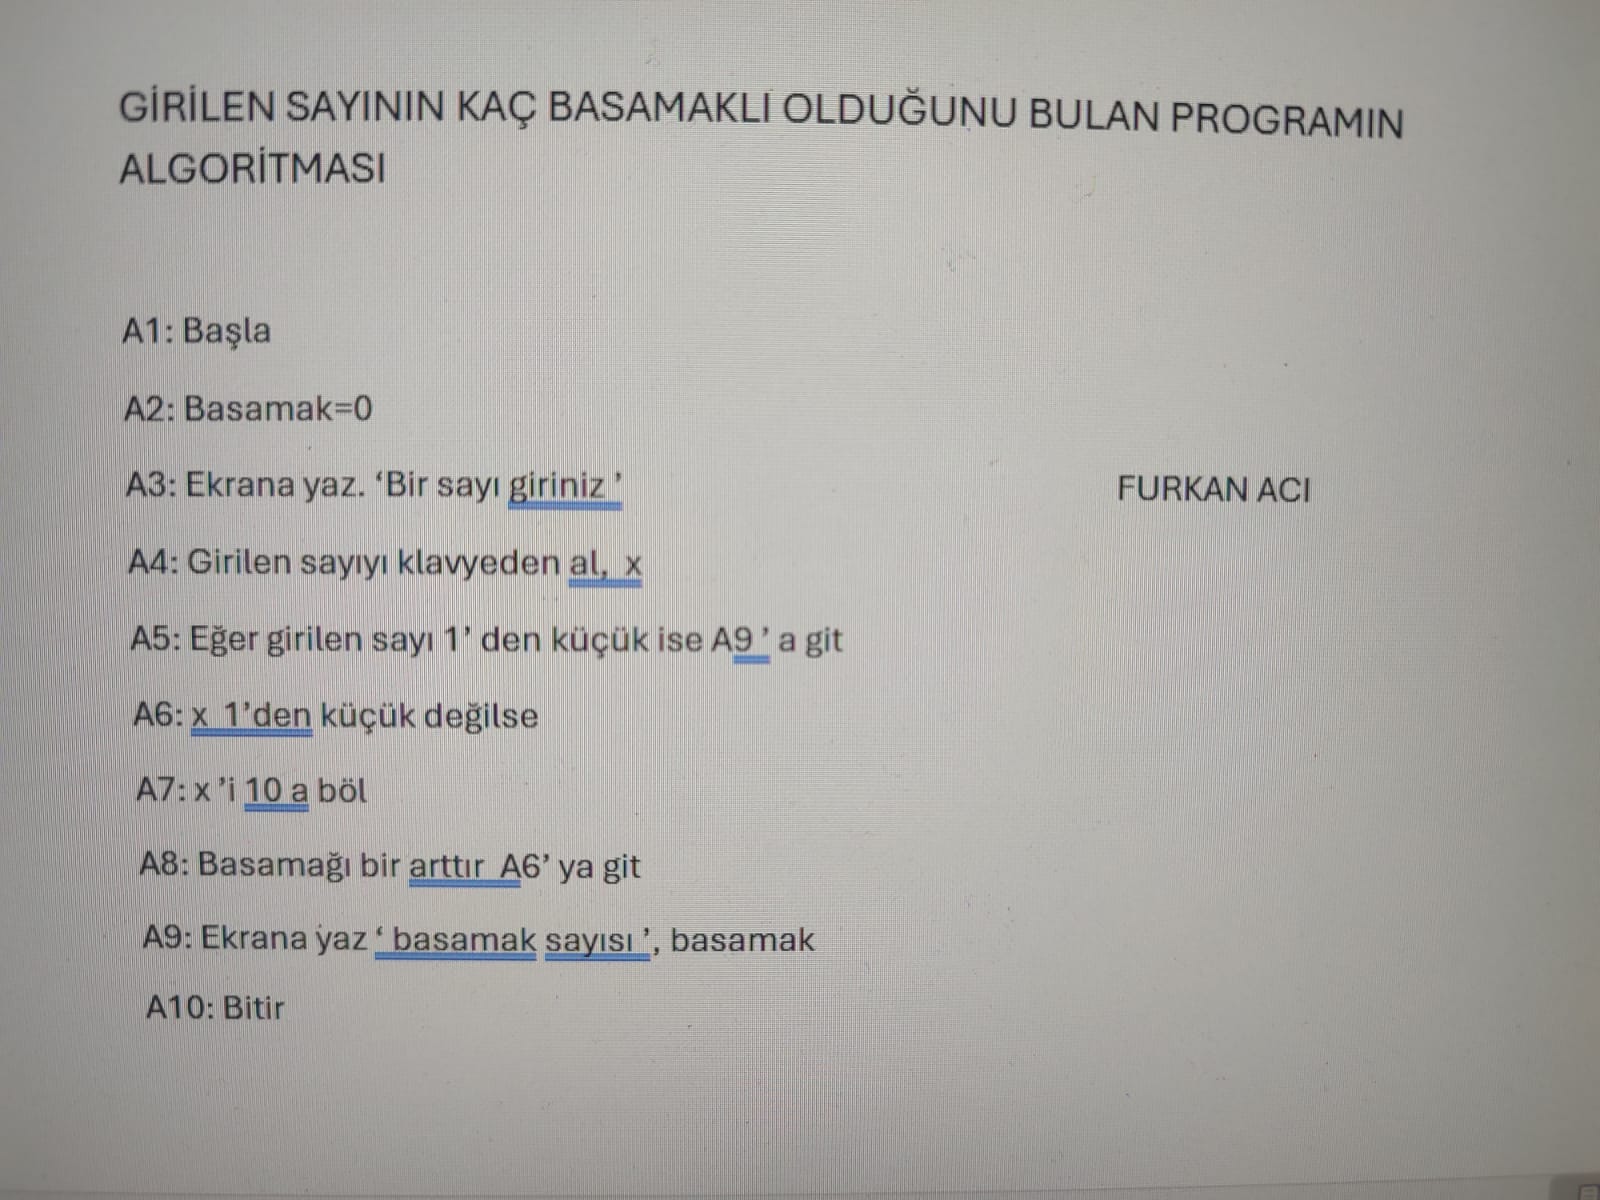 GİRİLEN SAYININ KAÇ BASAMAKLI OLDUĞUNU BULAN PROGRAMIN
ALGORİTMASI
A1: Başla
A2: Basamak=0
A3: Ekrana yaz. ‘Bir sayı giriniz ’
FURKAN ACI
A4: Girilen sayıyı klavyeden al,  x
A5: Eğer girilen sayı 1’ den küçük ise A9 ’ a git
A6: x  1’den küçük değilse
A7: x ’i 10 a böl
A8: Basamağı bir arttır  A6’ ya git
A9: Ekrana yaz ‘ basamak sayısı ’, basamak
A10: Bitir